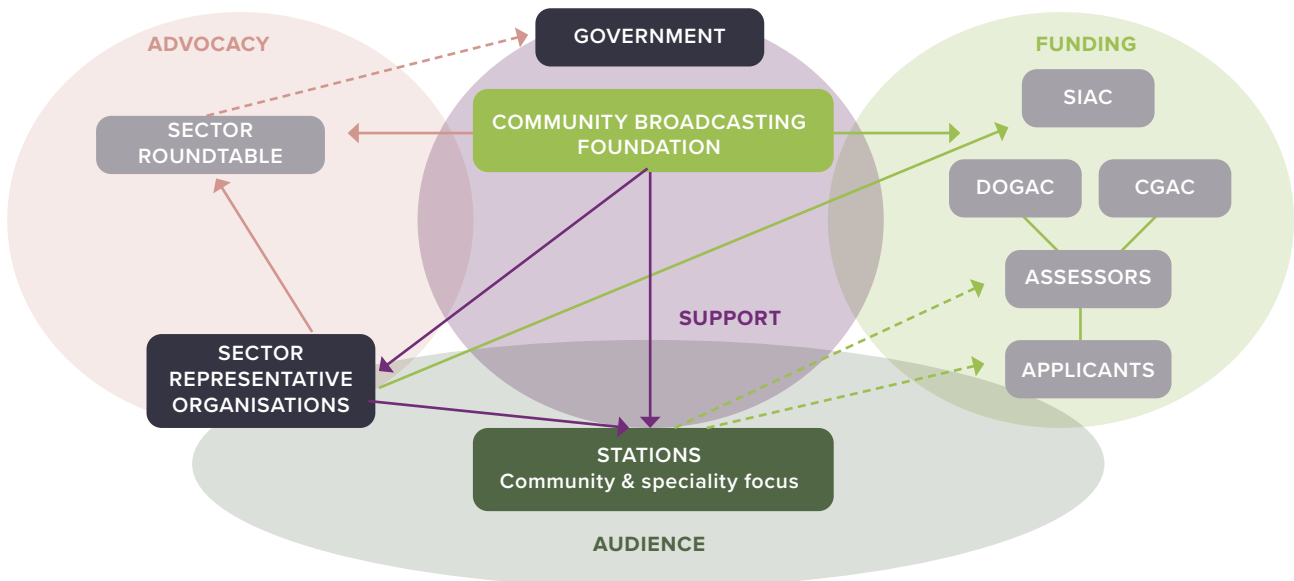 ADVOCACY
GOVERNMENT
FUNDING
SIAC
COMMUNITY BROADCASTING
FOUNDATION
SECTOR
ROUNDTABLE
DOGAC
CGAC
ASSESSORS
SUPPORT
SECTOR
REPRESENTATIVE
ORGANISATIONS
APPLICANTS
STATIONS
Community & speciality focus
AUDIENCE